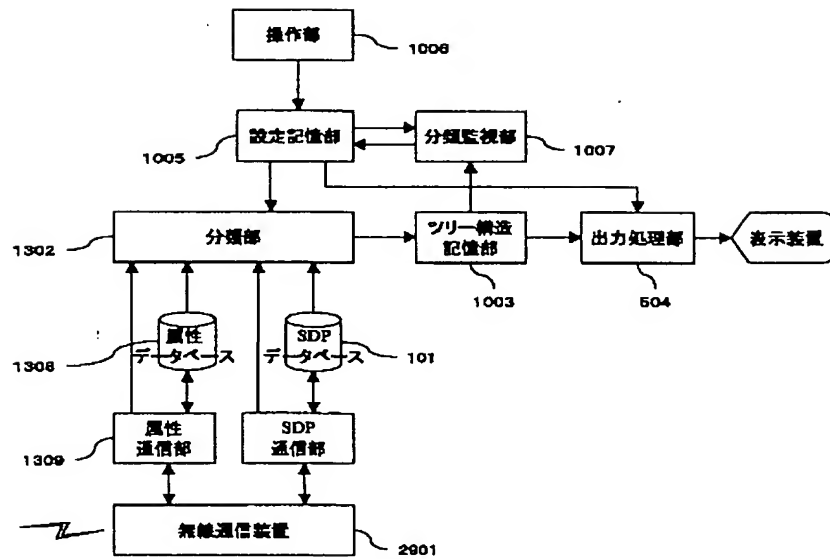 操作部
1006
設定記憶部
1005
分類監視部
1007
1302
分類部
ツリー構造
記憶部
1003
出力処理部
504
表示装置
1308
属性
データベース
SDP
データベース
101
属性
通信部
1309
SDP
通信部
無線通信装置
2901